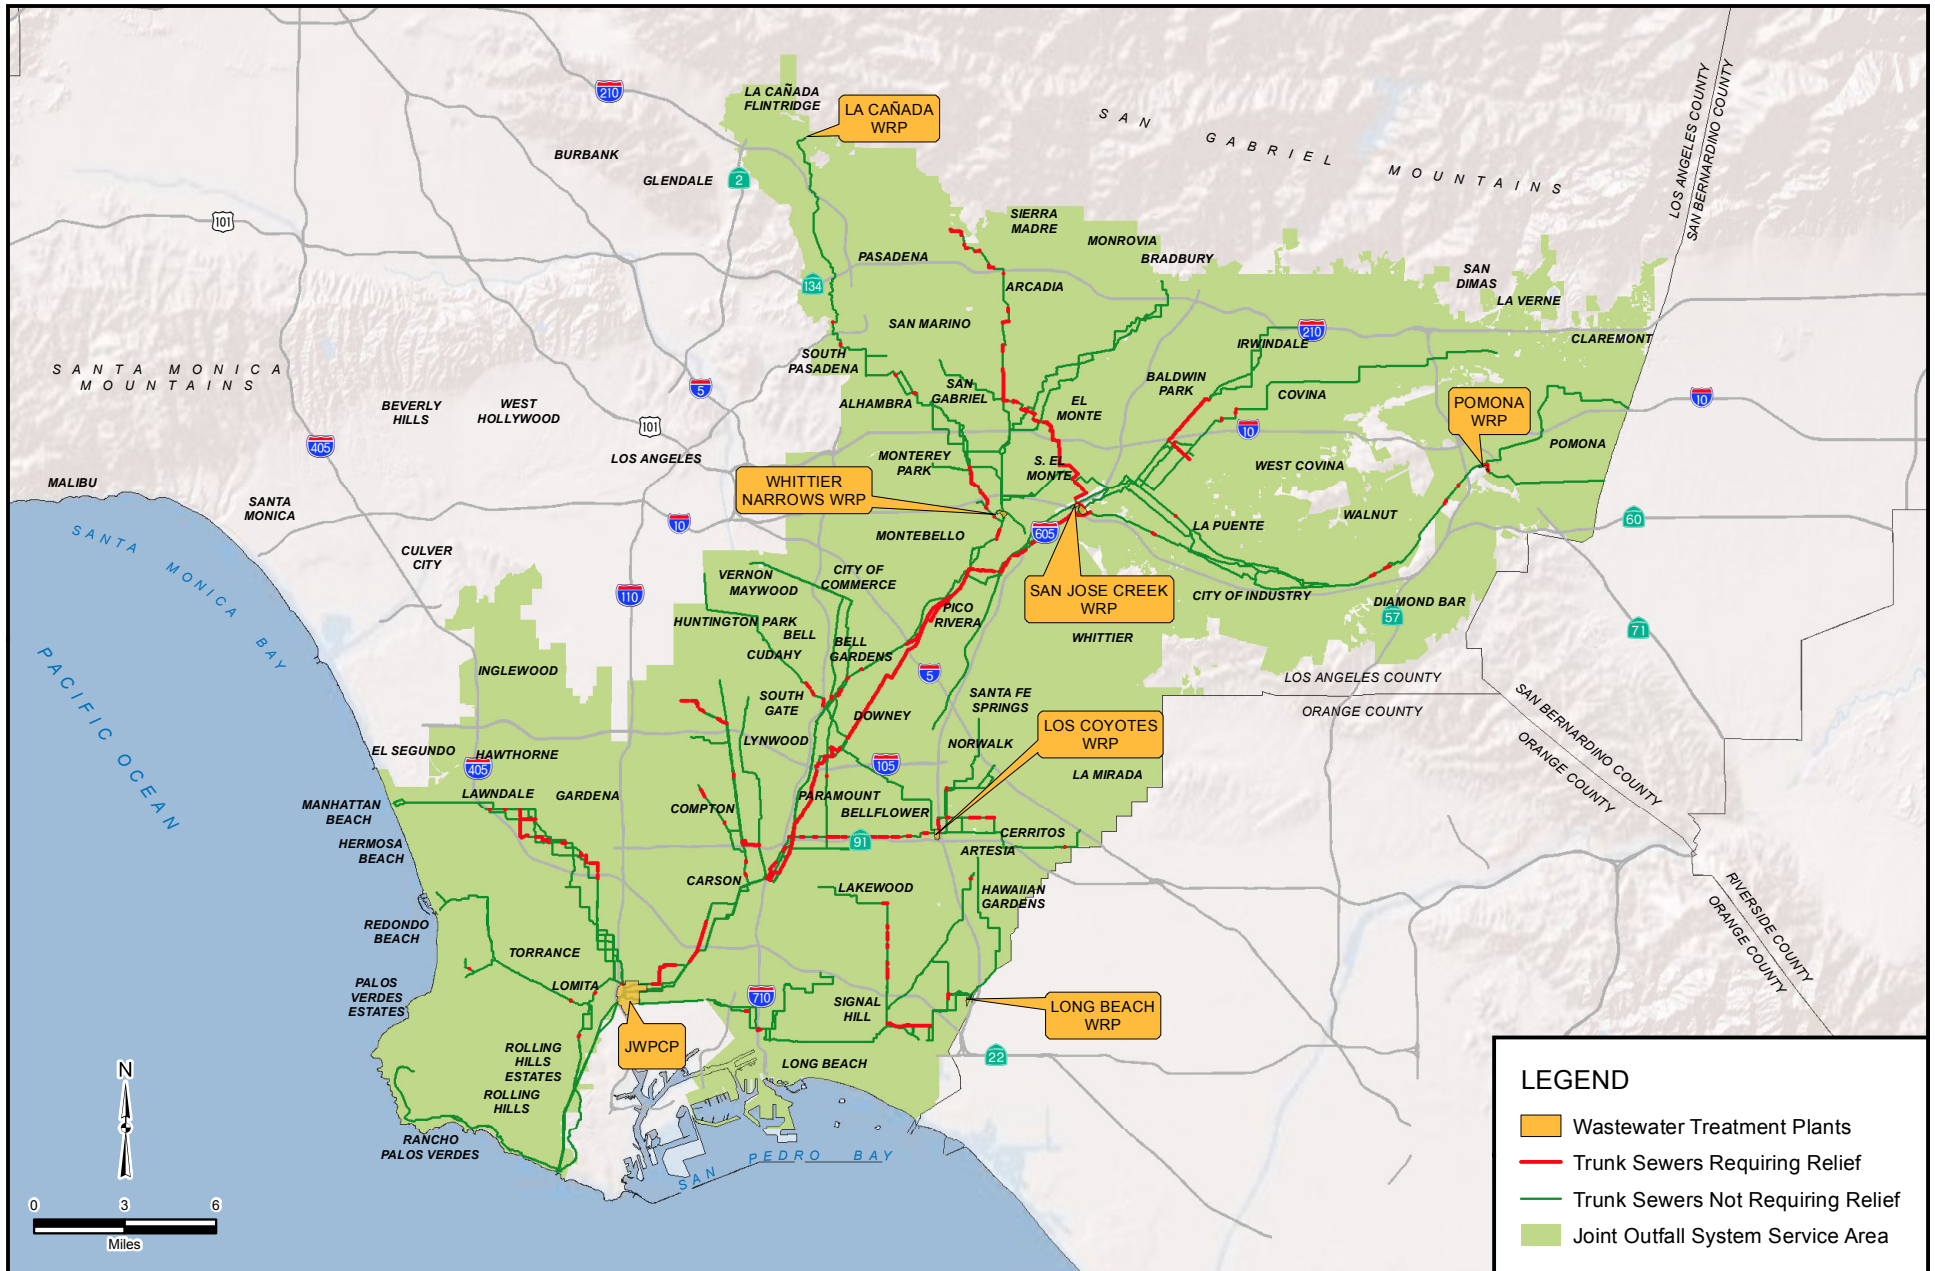 LA CAÑADA
FLINTRIDGE
LA CAÑADA
WRP
210
BURBANK
GLENDALE
2
SAN GABRIEL MOUNTAINS
LOS ANGELES COUNTY
SAN BERNARDINO COUNTY
101
SIERRA
MADRE
MONROVIA
BRADBURY
PASADENA
134
ARCADIA
SAN
DIMAS
LA VERNE
SAN MARINO
210
IRWINDALE
CLAREMONT
SOUTH
PASADENA
SANTA MONICA
MOUNTAINS
5
SAN
GABRIEL
BALDWIN
PARK
COVINA
BEVERLY
HILLS
WEST
HOLLYWOOD
ALHAMBRA
EL
MONTE
POMONA
WRP
10
101
405
10
POMONA
LOS ANGELES
MONTEREY
PARK
S. EL
MONTE
WEST COVINA
MALIBU
WHITTIER
NARROWS WRP
SANTA
MONICA
10
WALNUT
60
LA PUENTE
605
MONTEBELLO
SANTA MONICA BAY
CULVER
CITY
VERNON
MAYWOOD
CITY OF
COMMERCE
110
SAN JOSE CREEK
WRP
CITY OF INDUSTRY
DIAMOND BAR
57
71
PICO
RIVERA
HUNTINGTON PARK
BELL
WHITTIER
BELL
GARDENS
CUDAHY
PACIFIC OCEAN
INGLEWOOD
5
LOS ANGELES COUNTY
ORANGE COUNTY
SAN BERNARDINO COUNTY
ORANGE COUNTY
SOUTH
GATE
SANTA FE
SPRINGS
DOWNEY
LOS COYOTES
WRP
LYNWOOD
NORWALK
EL SEGUNDO
HAWTHORNE
405
105
LA MIRADA
LAWNDALE
GARDENA
PARAMOUNT
MANHATTAN
BEACH
COMPTON
BELLFLOWER
CERRITOS
91
HERMOSA
BEACH
ARTESIA
CARSON
LAKEWOOD
HAWAIIAN
GARDENS
RIVERSIDE COUNTY
ORANGE COUNTY
REDONDO
BEACH
TORRANCE
PALOS
VERDES
ESTATES
LOMITA
710
SIGNAL
HILL
LONG BEACH
WRP
JWPCP
22
ROLLING
HILLS
ESTATES
LONG BEACH
ROLLING
HILLS
RANCHO
PALOS VERDES
SAN PEDRO BAY
N
0 3 6
Miles
LEGEND
Wastewater Treatment Plants
Trunk Sewers Requiring Relief
Trunk Sewers Not Requiring Relief
Joint Outfall System Service Area